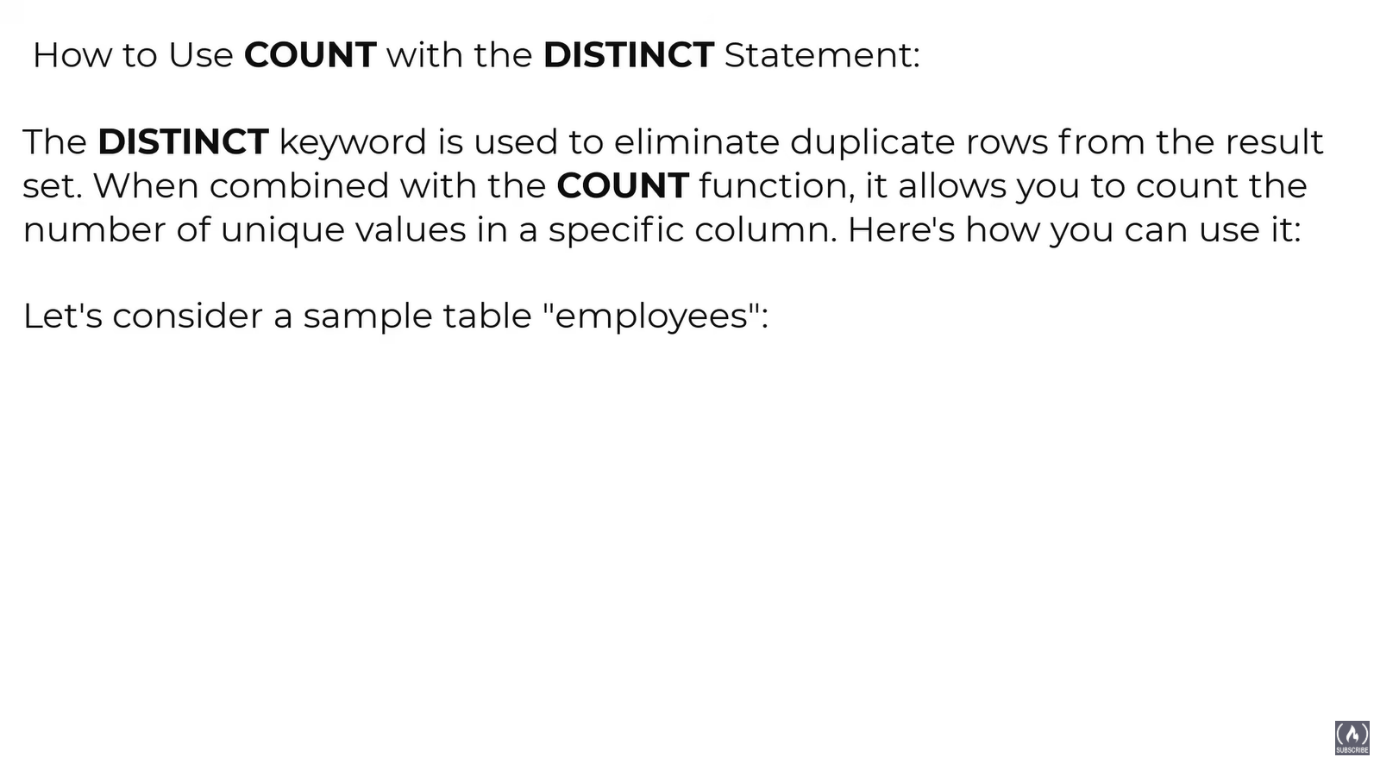 How to Use COUNT with the DISTINCT Statement:
The DISTINCT keyword is used to eliminate duplicate rows from the result
set. When combined with the COUNT function, it allows you to count the
number of unique values in a specific column. Here's how you can use it:
Let's consider a sample table "employees":
SUBSCRIBE